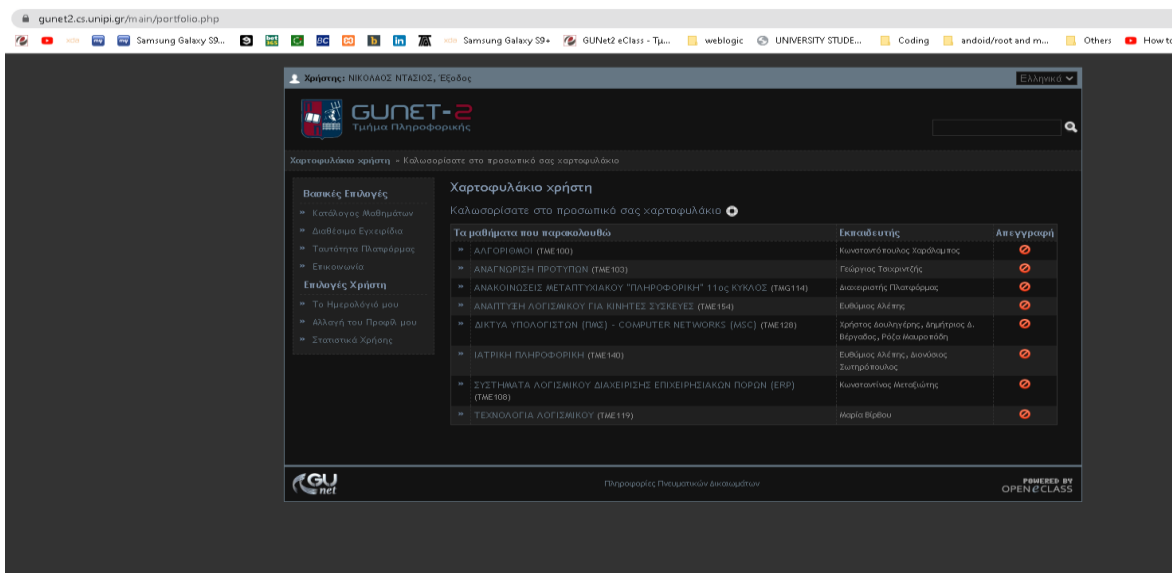 gunet2.cs.unipi.gr/main/portfolio.php
xda my my Samsung Galaxy S9... bet365 BC b in xda Samsung Galaxy S9+ GUNet2 eClass - Τμ... weblogic UNIVERSITY STUDE... Coding andoid/root and m... Others How to
Χρήστης: ΝΙΚΟΛΑΟΣ ΝΤΑΣΙΟΣ, Έξοδος Ελληνικά
GUNET-2
Τμήμα Πληροφορικής
Χαρτοφυλάκιο χρήστη - Καλωσορίσατε στο προσωπικό σας χαρτοφυλάκιο
Βασικές Επιλογές
Κατάλογος Μαθημάτων
Διαθέσιμα Εγχειρίδια
Ταυτότητα Πλατφόρμας
Επικοινωνία
Επιλογές Χρήστη
Το Ημερολόγιό μου
Αλλαγή του Προφίλ μου
Στατιστικά Χρήσης
Χαρτοφυλάκιο χρήστη
Καλωσορίσατε στο προσωπικό σας χαρτοφυλάκιο
Τα μαθήματα που παρακολουθώ Εκπαιδευτής Απεγγραφή
ΑΛΓΟΡΙΘΜΟΙ (TME100) Κωνσταντόπουλος Χαράλαμπος
ΑΝΑΓΝΩΡΙΣΗ ΠΡΟΤΥΠΩΝ (TME103) Γεώργιος Τσιχριντζής
ΑΝΑΚΟΙΝΩΣΕΙΣ ΜΕΤΑΠΤΥΧΙΑΚΟΥ "ΠΛΗΡΟΦΟΡΙΚΗ" 11ος ΚΥΚΛΟΣ (TMG114) Διαχειριστής Πλατφόρμας
ΑΝΑΠΤΥΞΗ ΛΟΓΙΣΜΙΚΟΥ ΓΙΑ ΚΙΝΗΤΕΣ ΣΥΣΚΕΥΕΣ (TME154) Ευθύμιος Αλέπης
ΔΙΚΤΥΑ ΥΠΟΛΟΓΙΣΤΩΝ (ΠΜΣ) - COMPUTER NETWORKS (MSC) (TME128) Χρήστος Δουληγέρης, Δημήτριος Δ.
Βέργαδος, Ρόζα Μαυροπόδη
ΙΑΤΡΙΚΗ ΠΛΗΡΟΦΟΡΙΚΗ (TME140) Ευθύμιος Αλέπης, Διονύσιος
Σωτηρόπουλος
ΣΥΣΤΗΜΑΤΑ ΛΟΓΙΣΜΙΚΟΥ ΔΙΑΧΕΙΡΙΣΗΣ ΕΠΙΧΕΙΡΗΣΙΑΚΩΝ ΠΟΡΩΝ (ERP) Κωνσταντίνος Μεταξιώτης
(TME108)
ΤΕΧΝΟΛΟΓΙΑ ΛΟΓΙΣΜΙΚΟΥ (TME119) Μαρία Βίρβου
GU net
Πληροφορίες Πνευματικών Δικαιωμάτων
POWERED BY
OPEN eCLASS